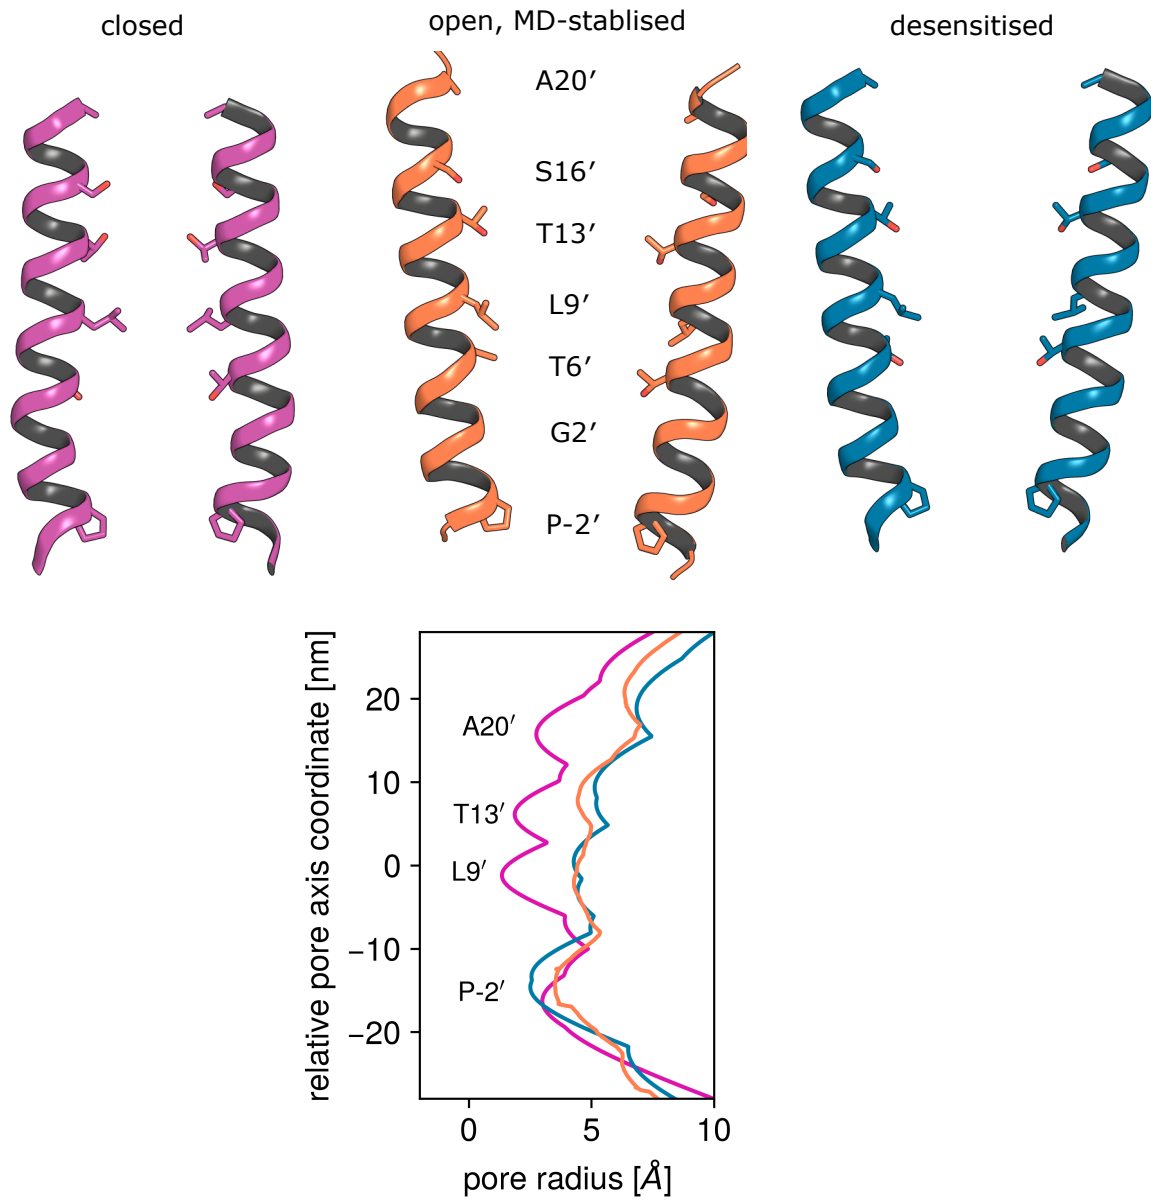 closed
open, MD-stablised
desensitised
A20′
S16′
T13′
L9′
T6′
G2′
P-2′
relative pore axis coordinate [nm]
20
10
0
−10
−20
A20′
T13′
L9′
P-2′
0 5 10
pore radius [Å]